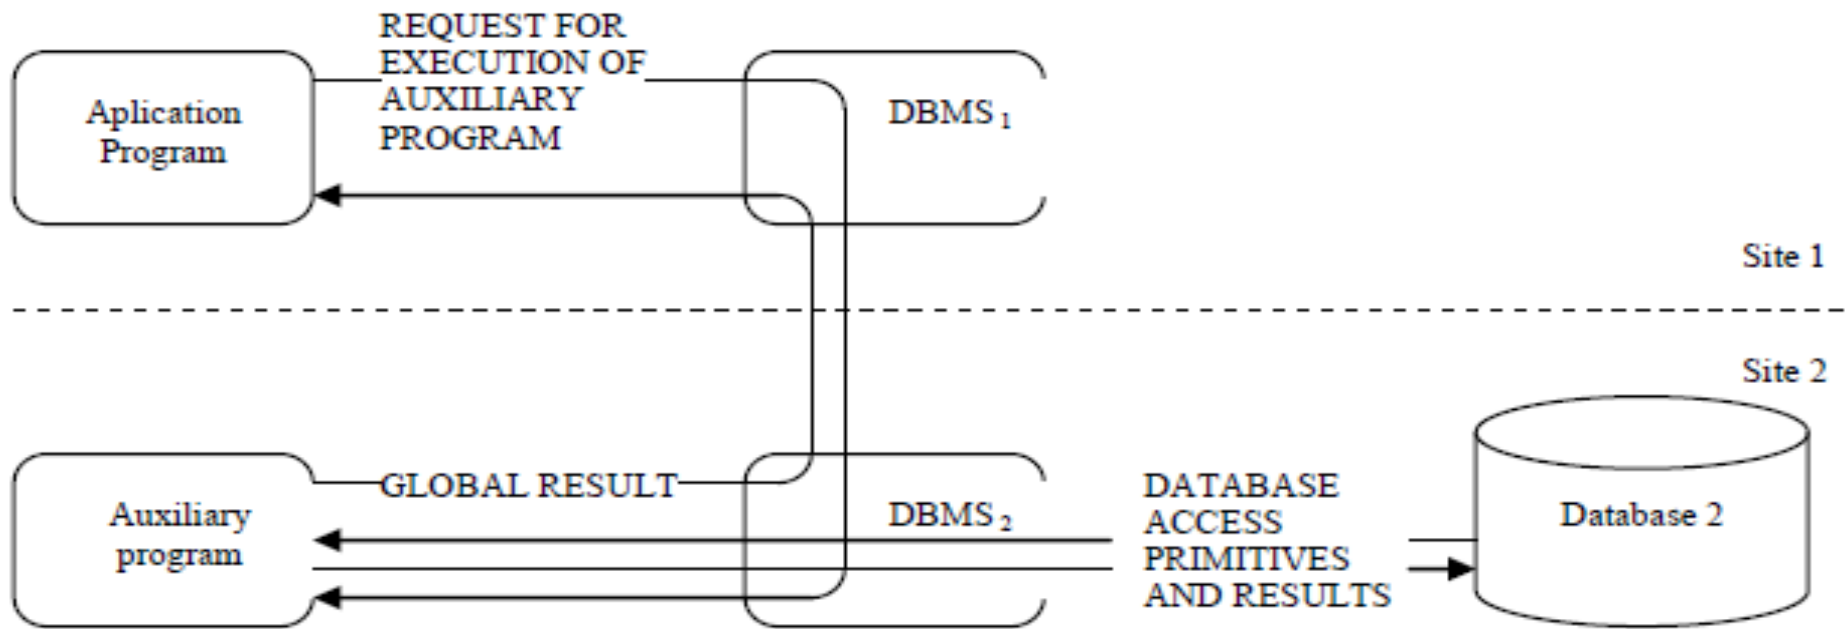 REQUEST FOR
EXECUTION OF
AUXILIARY
PROGRAM
Aplication
Program
DBMS 1
Site 1
Site 2
GLOBAL RESULT
Auxiliary
program
DBMS 2
DATABASE
ACCESS
PRIMITIVES
AND RESULTS
Database 2